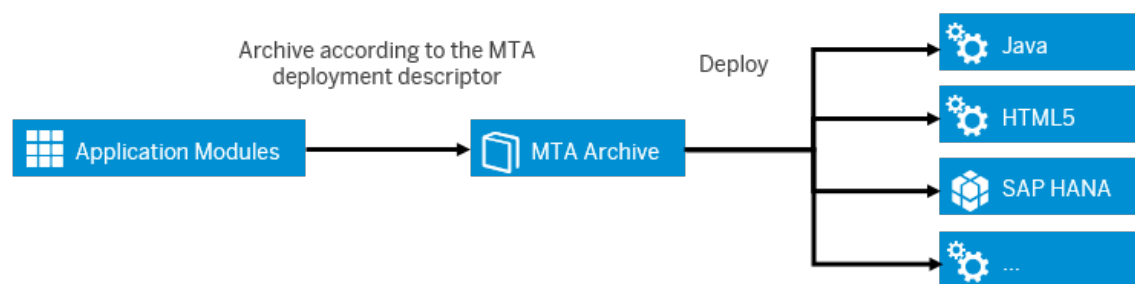 Archive according to the MTA
deployment descriptor
Deploy
Application Modules
MTA Archive
Java
HTML5
SAP HANA
...